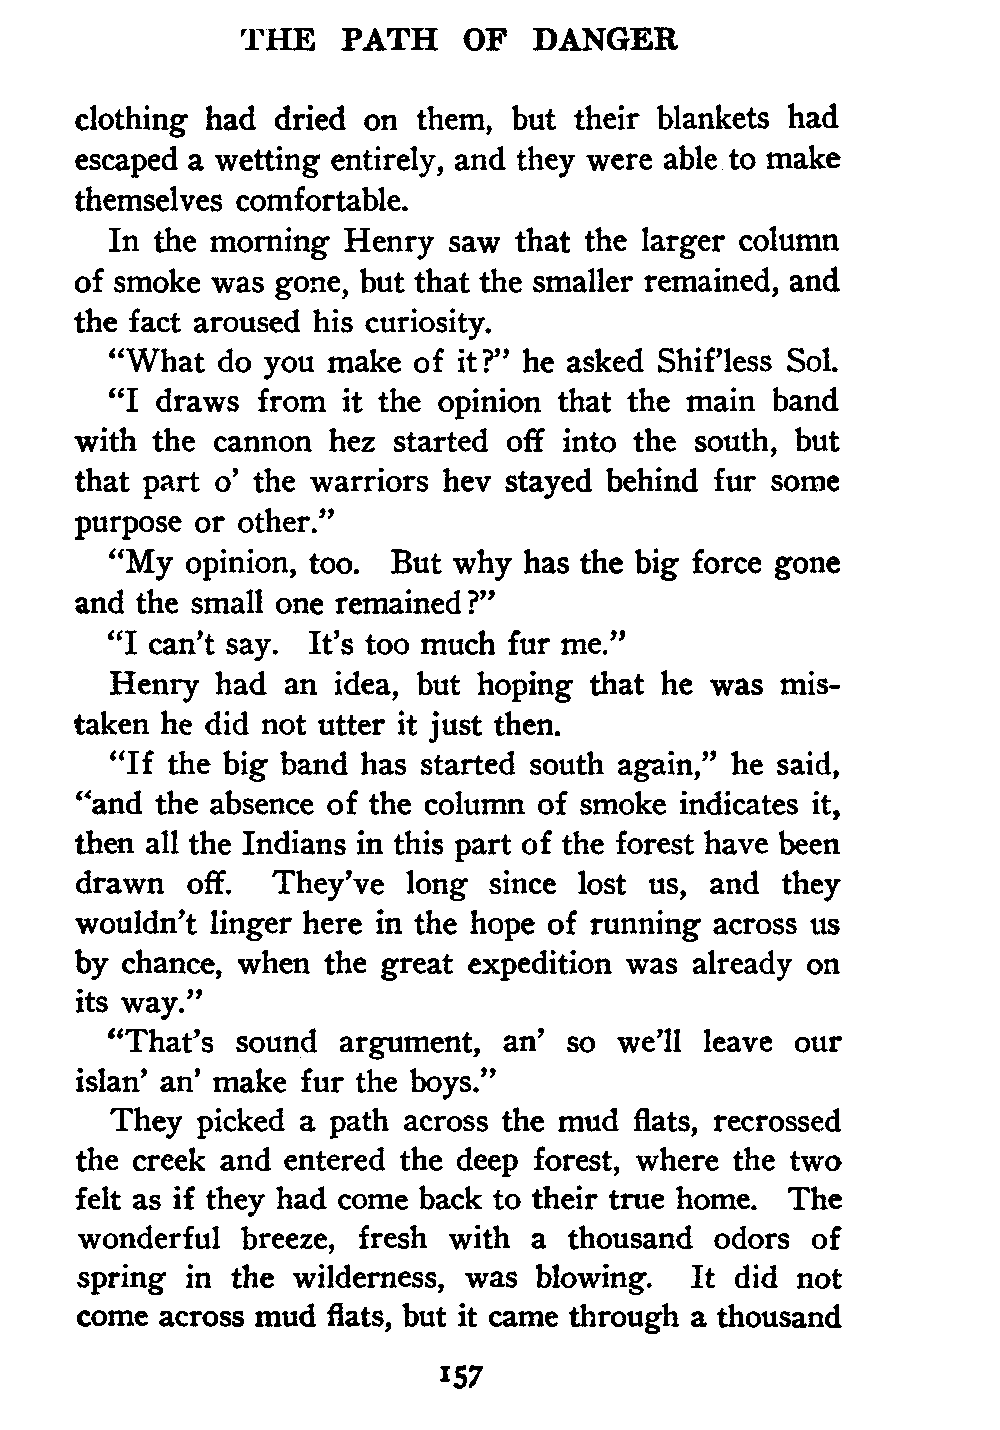 THE PATH OF DANGER
clothing had dried on them, but their blankets had
escaped a wetting entirely, and they were able to make
themselves comfortable.
In the morning Henry saw that the larger column
of smoke was gone, but that the smaller remained, and
the fact aroused his curiosity.
“What do you make of it?” he asked Shif’less Sol.
“I draws from it the opinion that the main band
with the cannon hez started off into the south, but
that part o’ the warriors hev stayed behind fur some
purpose or other.”
“My opinion, too. But why has the big force gone
and the small one remained?”
“I can’t say. It’s too much fur me.”
Henry had an idea, but hoping that he was mis-
taken he did not utter it just then.
“If the big band has started south again,” he said,
“and the absence of the column of smoke indicates it,
then all the Indians in this part of the forest have been
drawn off. They’ve long since lost us, and they
wouldn’t linger here in the hope of running across us
by chance, when the great expedition was already on
its way.”
“That’s sound argument, an’ so we’ll leave our
islan’ an’ make fur the boys.”
They picked a path across the mud flats, recrossed
the creek and entered the deep forest, where the two
felt as if they had come back to their true home. The
wonderful breeze, fresh with a thousand odors of
spring in the wilderness, was blowing. It did not
come across mud flats, but it came through a thousand
157